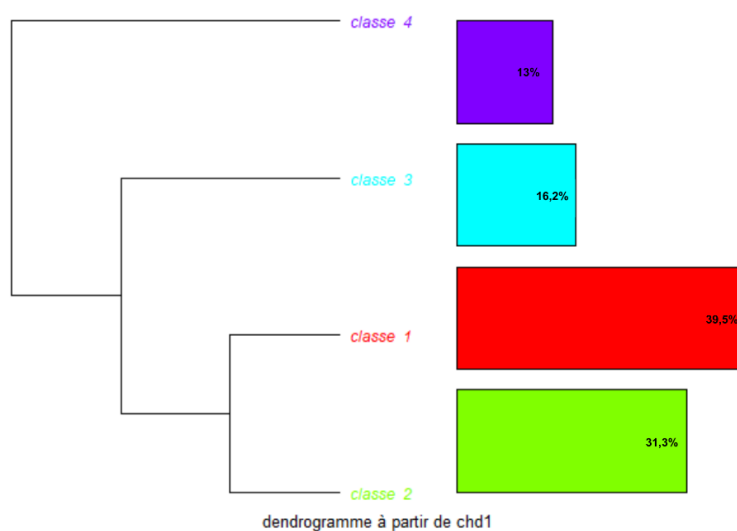 classe 4
13%
classe 3
16,2%
classe 1
39,5%
31,3%
classe 2
dendrogramme à partir de chd1